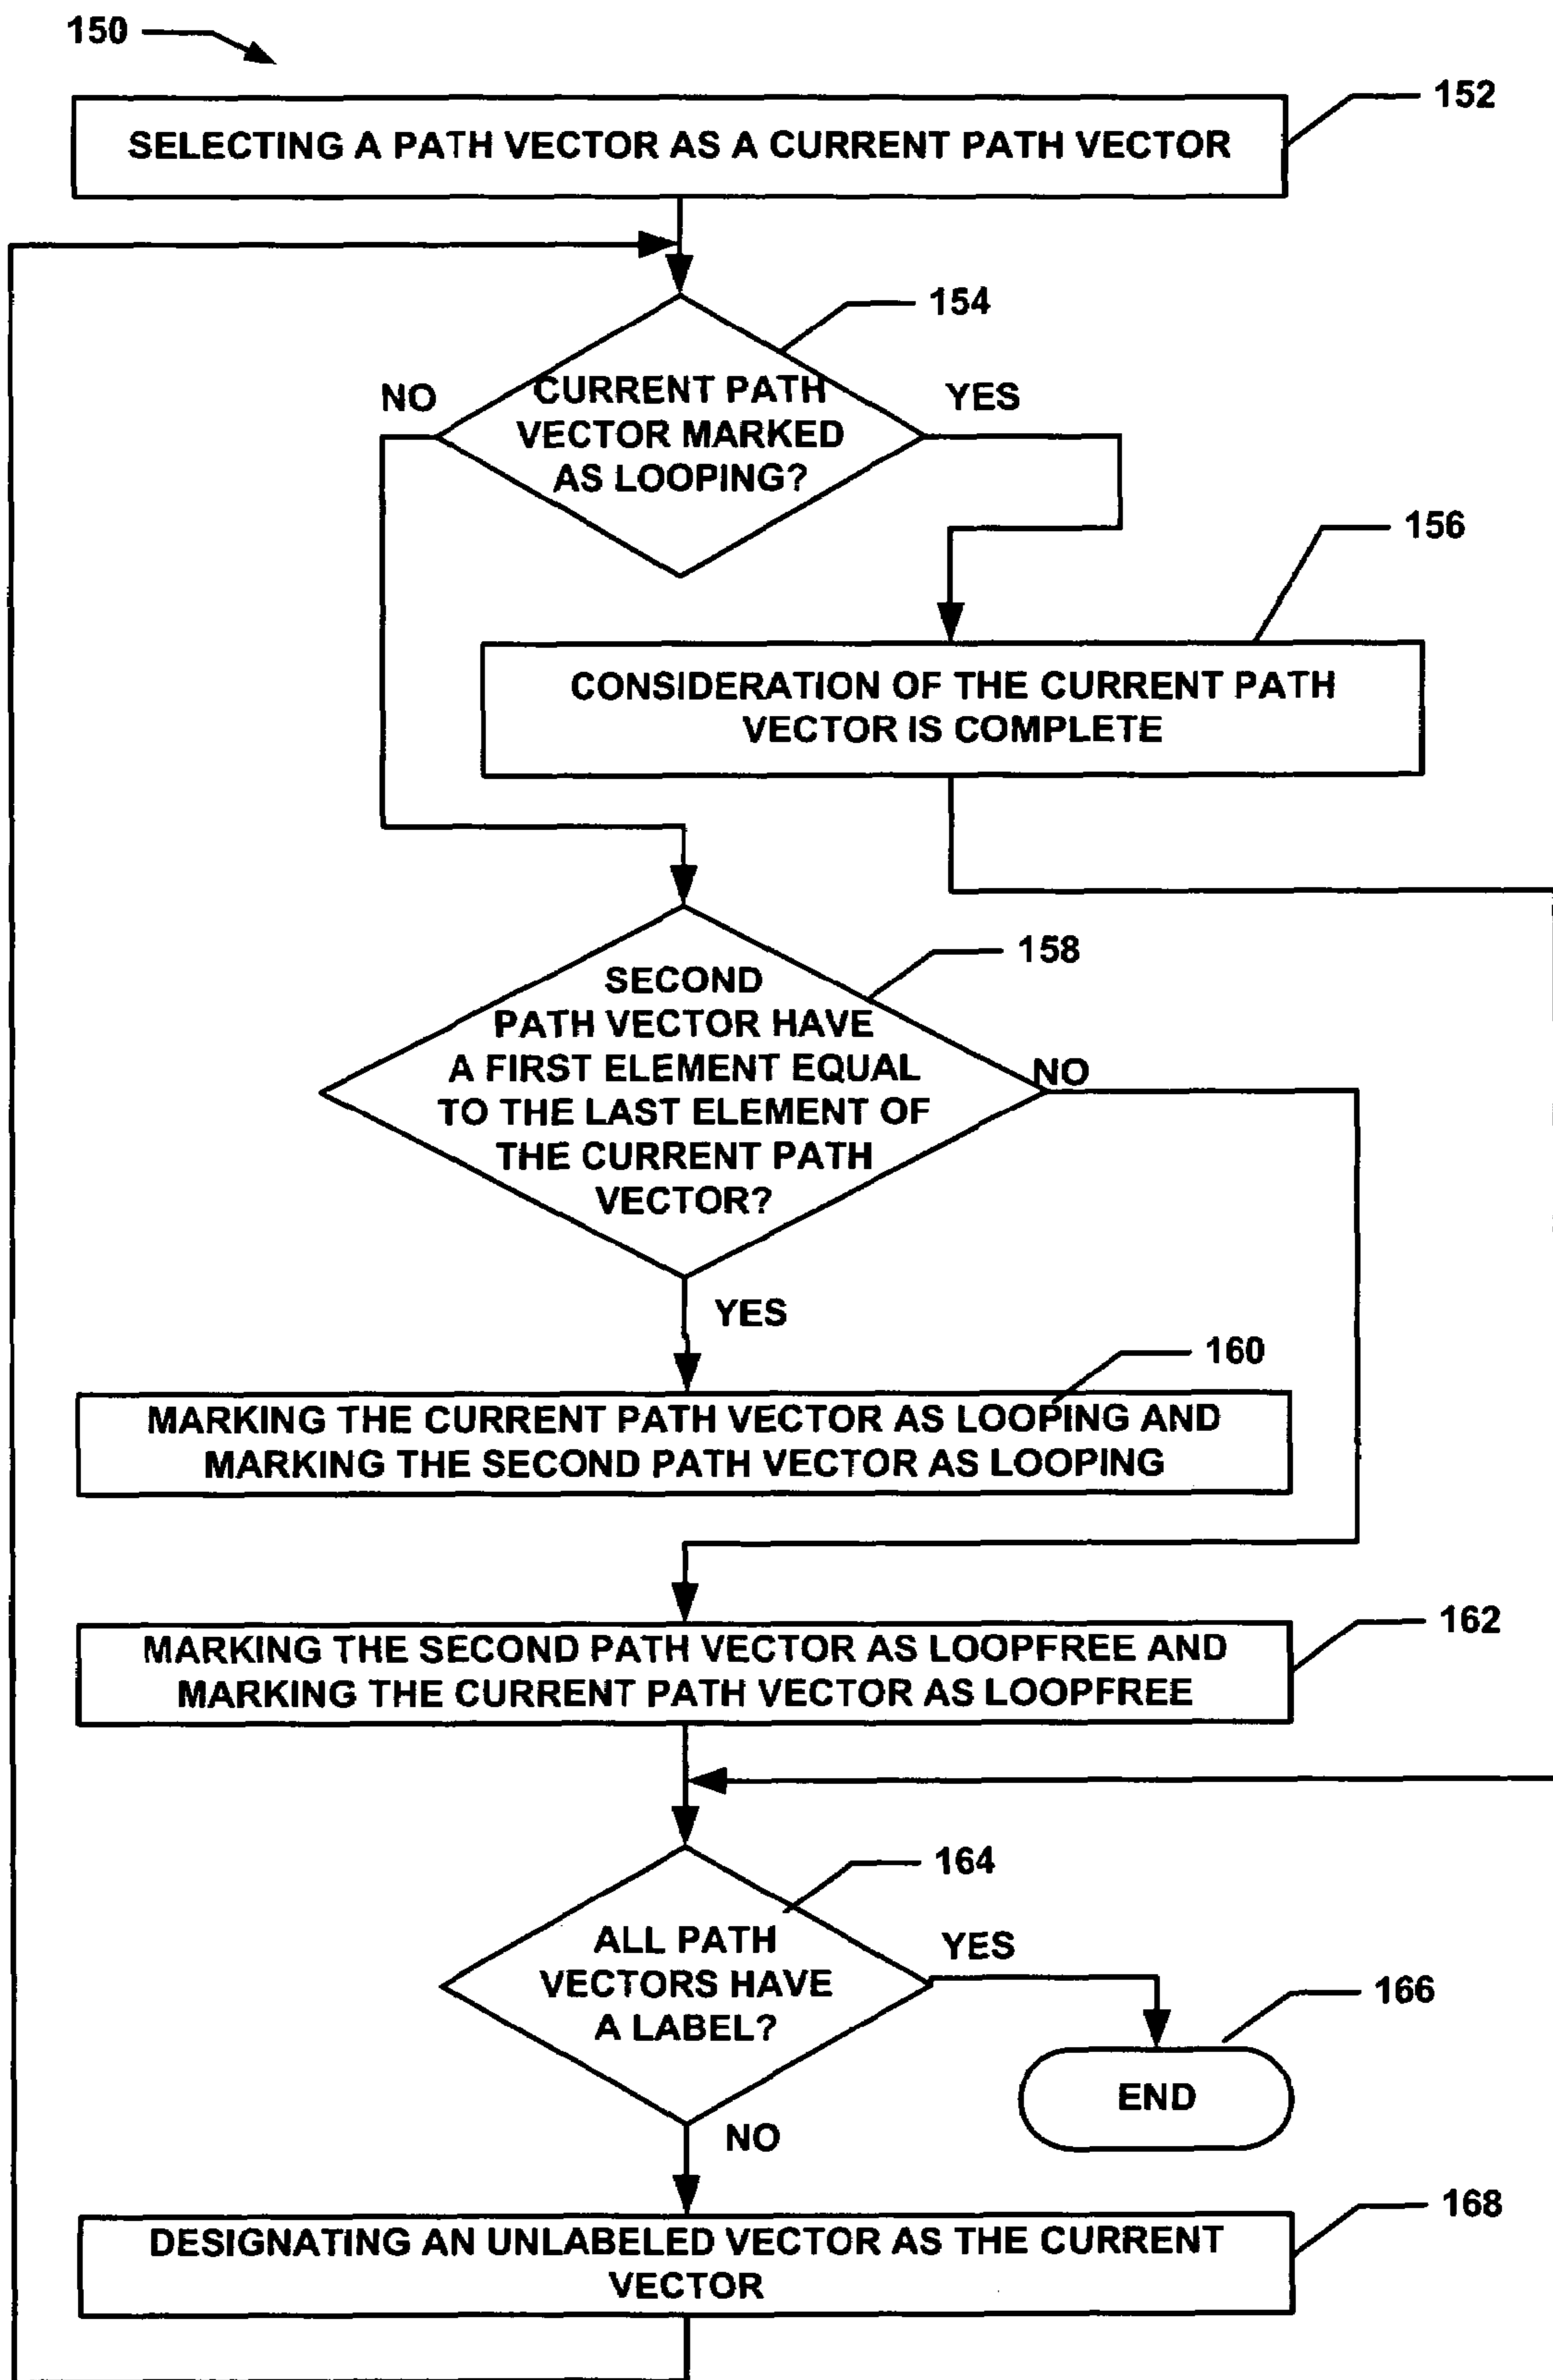 150
152
SELECTING A PATH VECTOR AS A CURRENT PATH VECTOR
154
NO
YES
CURRENT PATH
VECTOR MARKED
AS LOOPING?
156
CONSIDERATION OF THE CURRENT PATH
VECTOR IS COMPLETE
158
SECOND
PATH VECTOR HAVE
A FIRST ELEMENT EQUAL
TO THE LAST ELEMENT OF
THE CURRENT PATH
VECTOR?
NO
YES
160
MARKING THE CURRENT PATH VECTOR AS LOOPING AND
MARKING THE SECOND PATH VECTOR AS LOOPING
162
MARKING THE SECOND PATH VECTOR AS LOOPFREE AND
MARKING THE CURRENT PATH VECTOR AS LOOPFREE
164
ALL PATH
VECTORS HAVE
A LABEL?
YES
166
END
NO
168
DESIGNATING AN UNLABELED VECTOR AS THE CURRENT
VECTOR